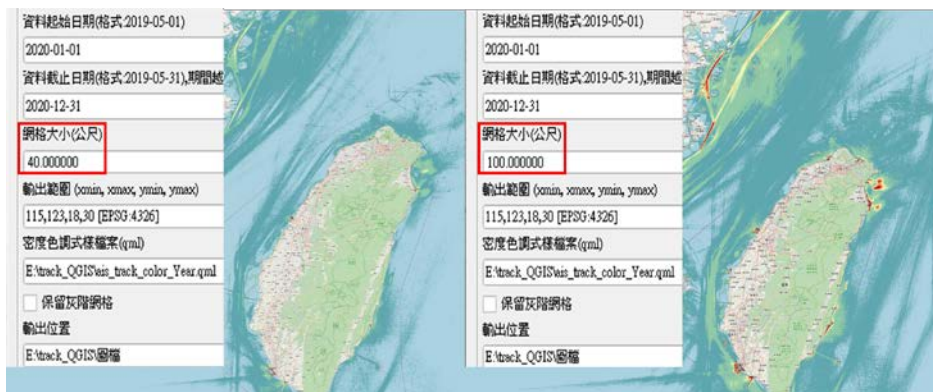 資料起始日期(格式:2019-05-01)
2020-01-01
資料截止日期(格式:2019-05-31),期間越
2020-12-31
網格大小(公尺)
40.000000
輸出範圍 (xmin, xmax, ymin, ymax)
115,123,18,30 [EPSG:4326]
密度色調式樣檔案(qml)
E:\track_QGIS\ais_track_color_Year.qml
保留灰階網格
輸出位置
E:\track_QGIS\圖檔
資料起始日期(格式:2019-05-01)
2020-01-01
資料截止日期(格式:2019-05-31),期間越
2020-12-31
網格大小(公尺)
100.000000
輸出範圍 (xmin, xmax, ymin, ymax)
115,123,18,30 [EPSG:4326]
密度色調式樣檔案(qml)
E:\track_QGIS\ais_track_color_Year.qml
保留灰階網格
輸出位置
E:\track_QGIS\圖檔